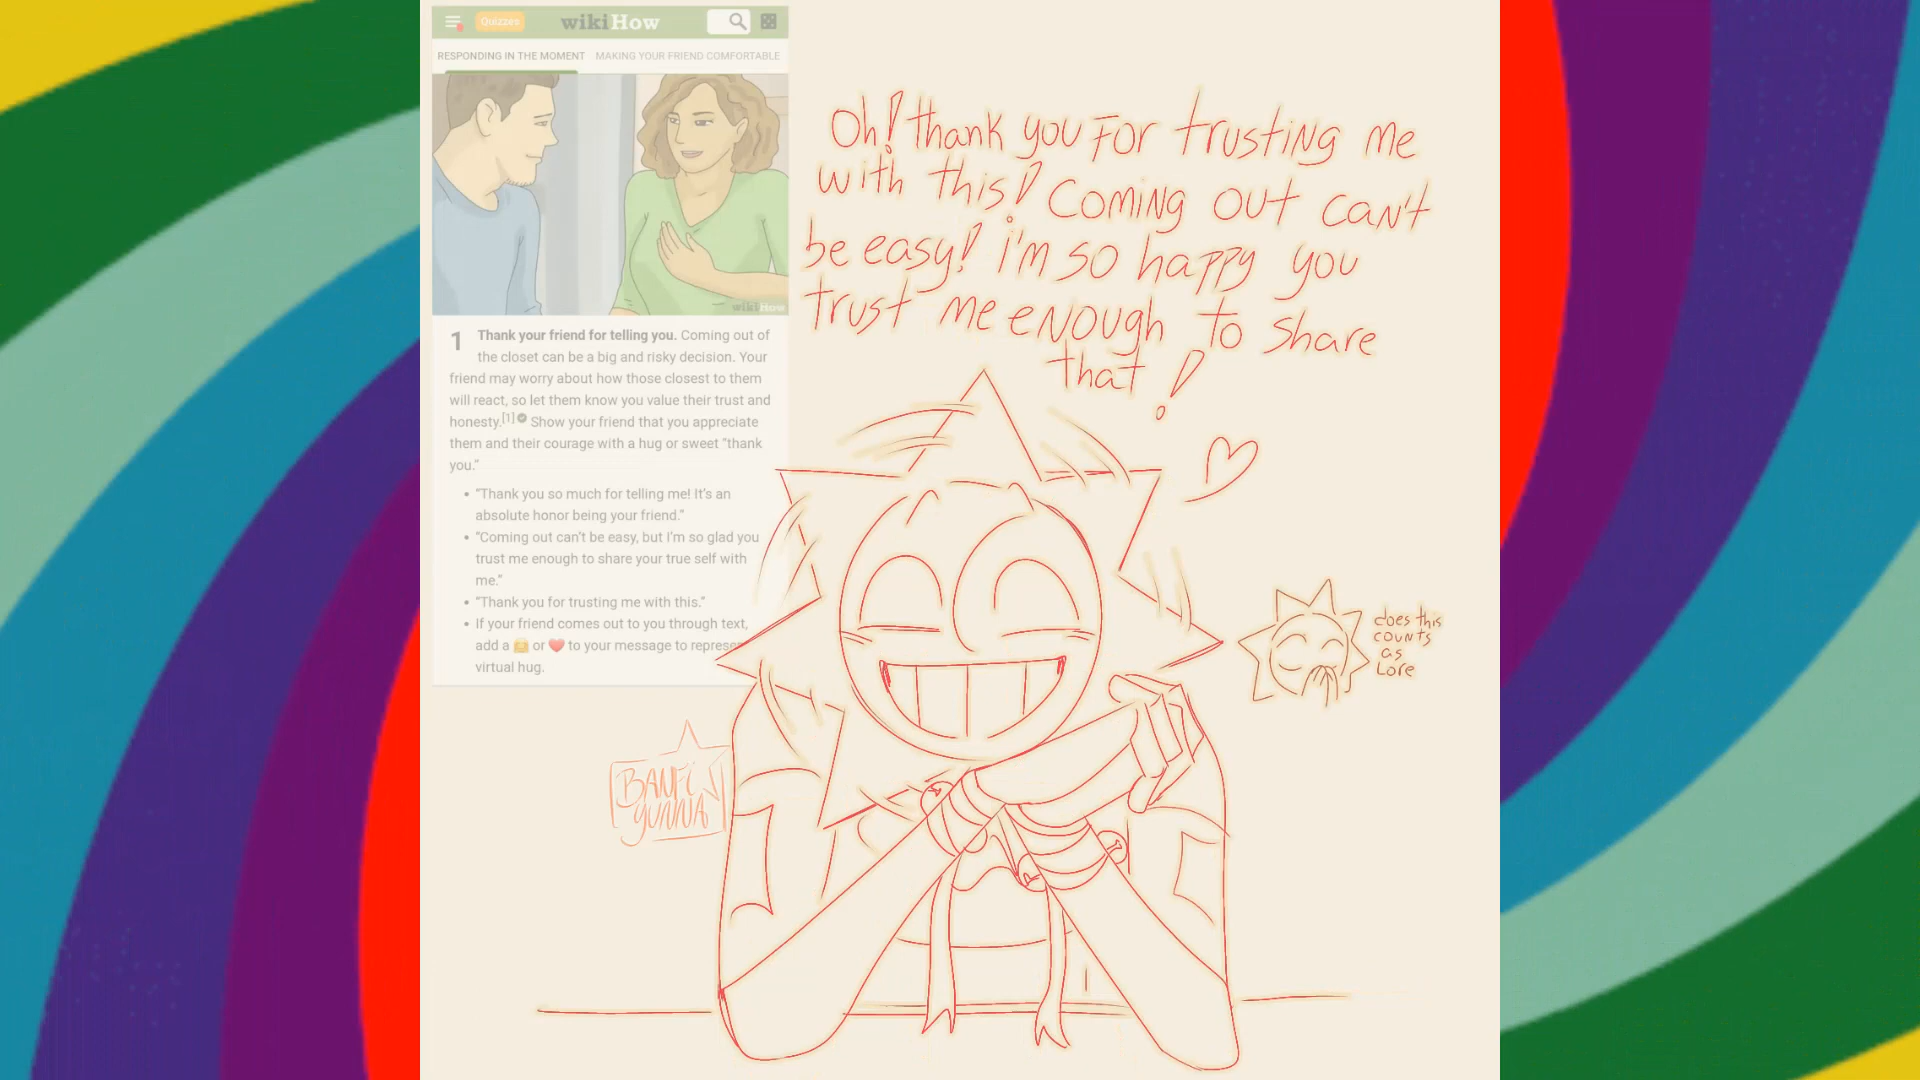 Quizzes
wikiHow
RESPONDING IN THE MOMENT MAKING YOUR FRIEND COMFORTABLE
wikiHow
1 Thank your friend for telling you. Coming out of
the closet can be a big and risky decision. Your
friend may worry about how those closest to them
will react, so let them know you value their trust and
honesty.[1] Show your friend that you appreciate
them and their courage with a hug or sweet "thank
you."
• "Thank you so much for telling me! It's an
absolute honor being your friend."
• "Coming out can't be easy, but I'm so glad you
trust me enough to share your true self with
me."
• "Thank you for trusting me with this."
• If your friend comes out to you through text,
add a 🤗 or ❤️ to your message to represe
virtual hug.
Oh! thank you For trusting me
with this! Coming out can't
be easy! i'm so happy you
trust me enough to share
that!
does this
counts
as
Lore
BANFI
YUNNA